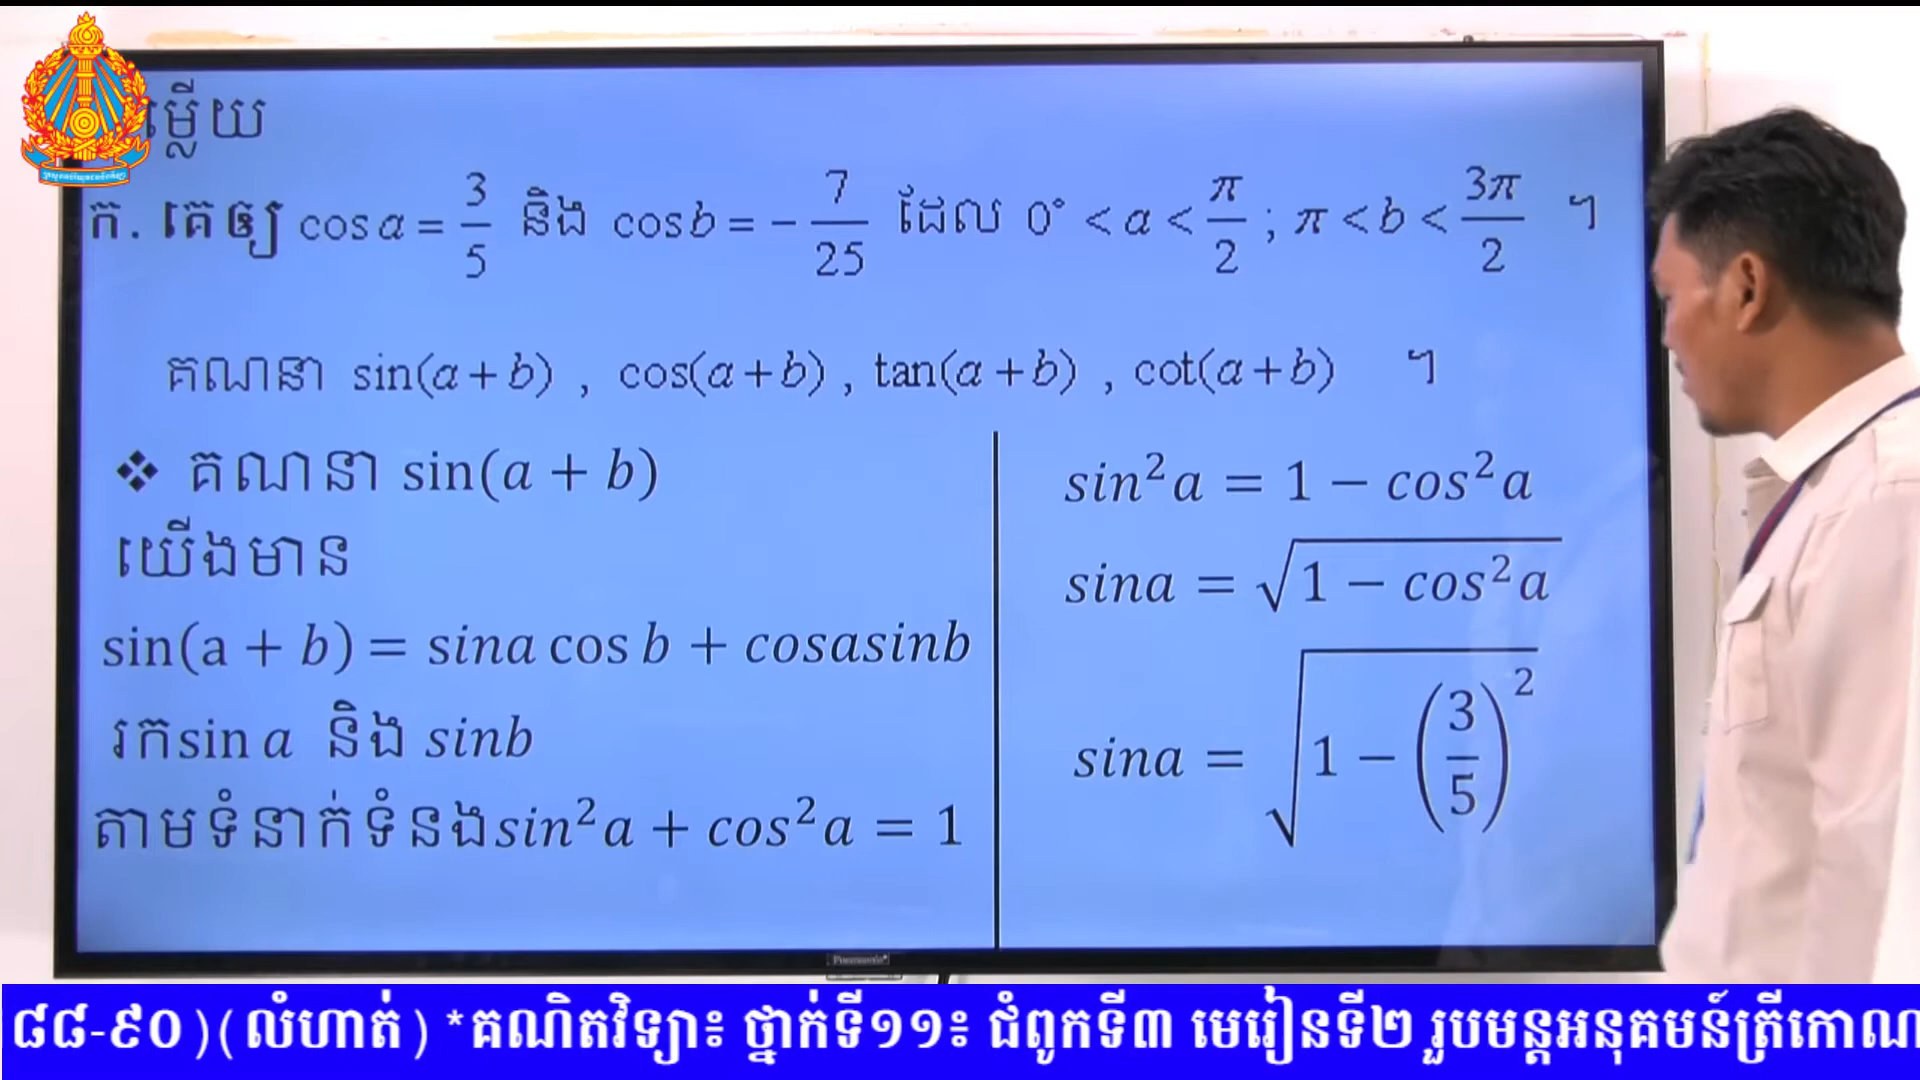 ម្លើយ
ក. គេឲ្យ cos a = 3/5 និង cos b = − 7/25 ដែល 0° < a < π/2 ; π < b < 3π/2 ។
គណនា sin(a+b) , cos(a+b) , tan(a+b) , cot(a+b) ។
❖ គណនា sin(a + b)
យើងមាន
sin(a + b) = sina cos b + cosasinb
រកsin a និង sinb
តាមទំនាក់ទំនងsin²a + cos²a = 1
sin²a = 1 − cos²a
sina = √(1 − cos²a)
sina = √(1 − (3/5)²)
៨៨-៩០)(លំហាត់) *គណិតវិទ្យា៖ ថ្នាក់ទី១១៖ ជំពូកទី៣ មេរៀនទី២ រូបមន្តអនុគមន៍ត្រីកោណ